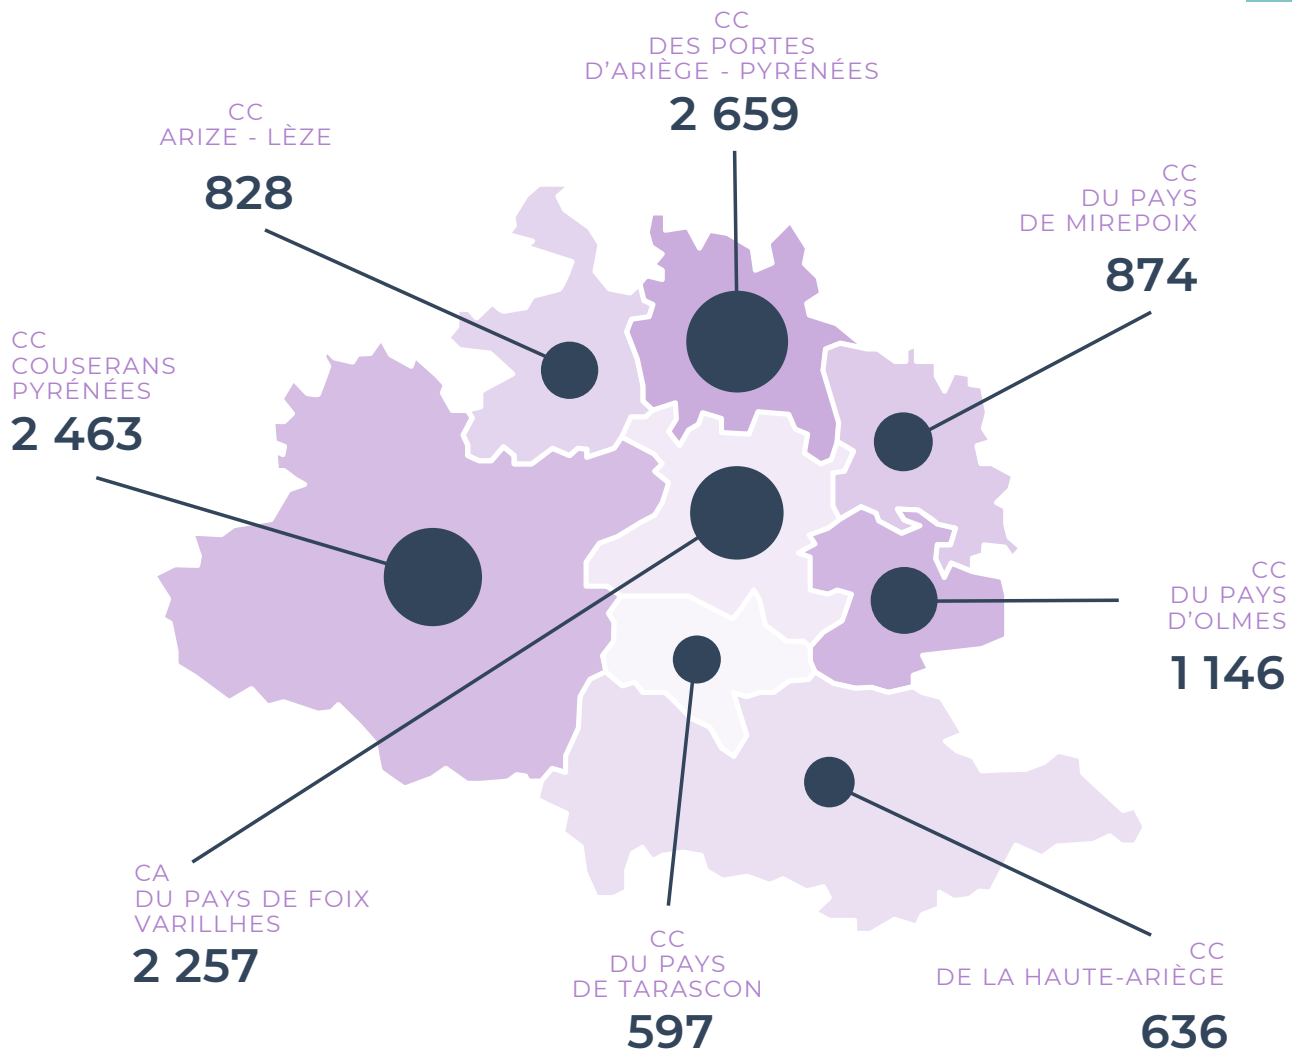 CC
DES PORTES
D'ARIÈGE - PYRÉNÉES
2 659
CC
ARIZE - LÈZE
828
CC
DU PAYS
DE MIREPOIX
874
CC
COUSERANS
PYRÉNÉES
2 463
CC
DU PAYS
D'OLMES
1 146
CA
DU PAYS DE FOIX
VARILLHES
2 257
CC
DU PAYS
DE TARASCON
597
CC
DE LA HAUTE-ARIÈGE
636